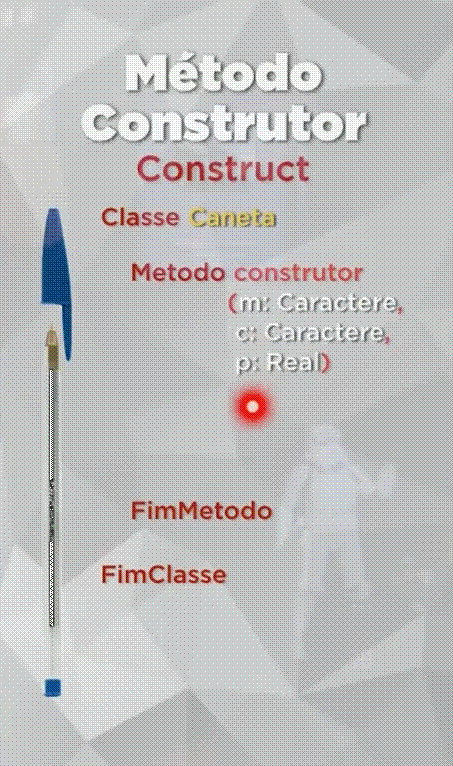 Método
Construtor
Construct
Classe Caneta
Metodo construtor
(m: Caractere,
c: Caractere,
p: Real)
FimMetodo
FimClasse